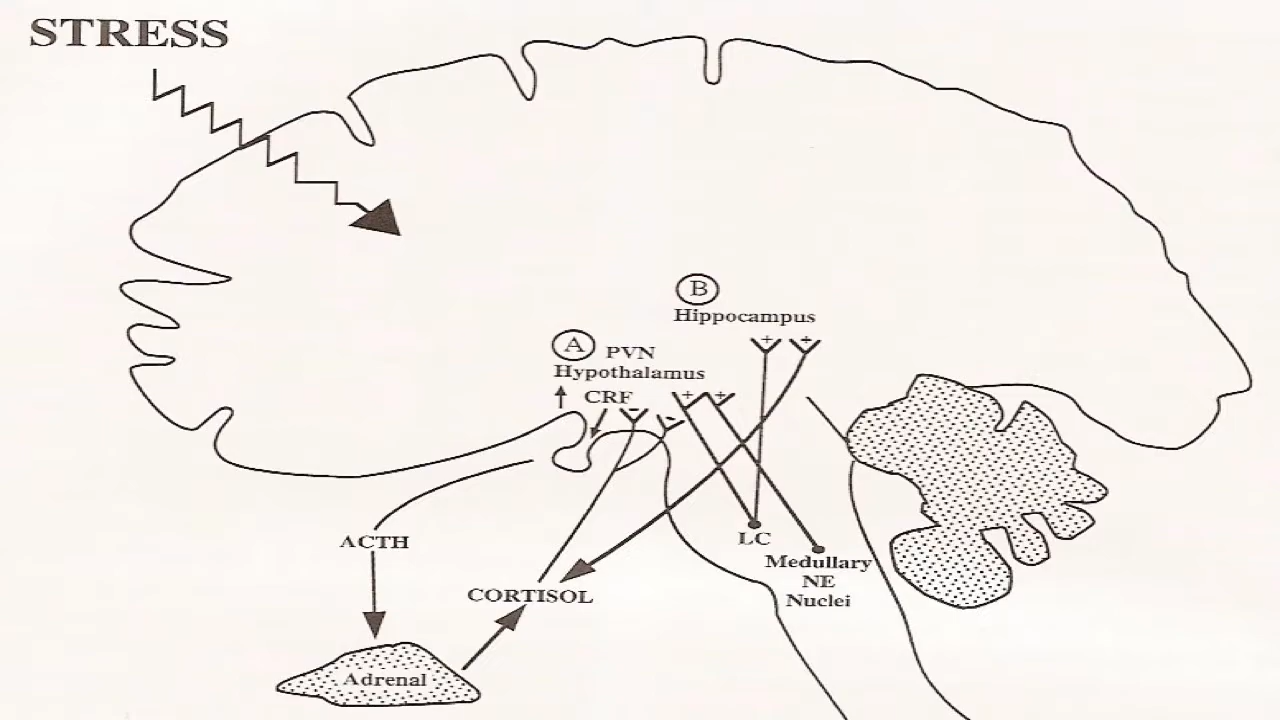 STRESS
B
Hippocampus
+ +
A PVN
Hypothalamus
CRF
- -
+ +
ACTH
LC
Medullary
NE
Nuclei
CORTISOL
Adrenal